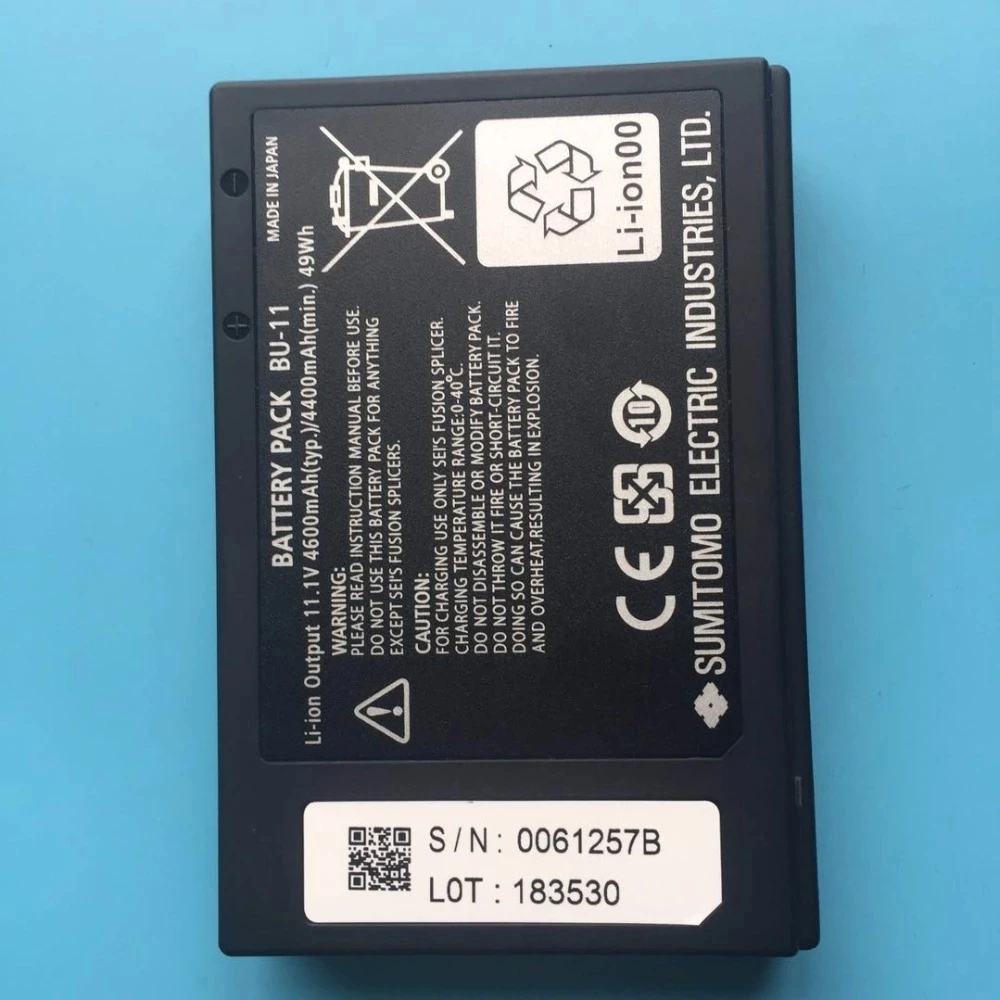 BATTERY PACK BU-11
MADE IN JAPAN
Li-ion Output 11.1V 4600mAh(typ.)/4400mAh(min.) 49Wh
WARNING:
PLEASE READ INSTRUCTION MANUAL BEFORE USE.
DO NOT USE THIS BATTERY PACK FOR ANYTHING
EXCEPT SEI'S FUSION SPLICERS.
CAUTION:
FOR CHARGING USE ONLY SEI'S FUSION SPLICER.
CHARGING TEMPERATURE RANGE:0-40℃.
DO NOT DISASSEMBLE OR MODIFY BATTERY PACK.
DO NOT THROW IT FIRE OR SHORT-CIRCUIT IT.
DOING SO CAN CAUSE THE BATTERY PACK TO FIRE
AND OVERHEAT,RESULTING IN EXPLOSION.
Li-ion00
CE
10
SUMITOMO ELECTRIC INDUSTRIES, LTD.
S/N: 0061257B
LOT : 183530